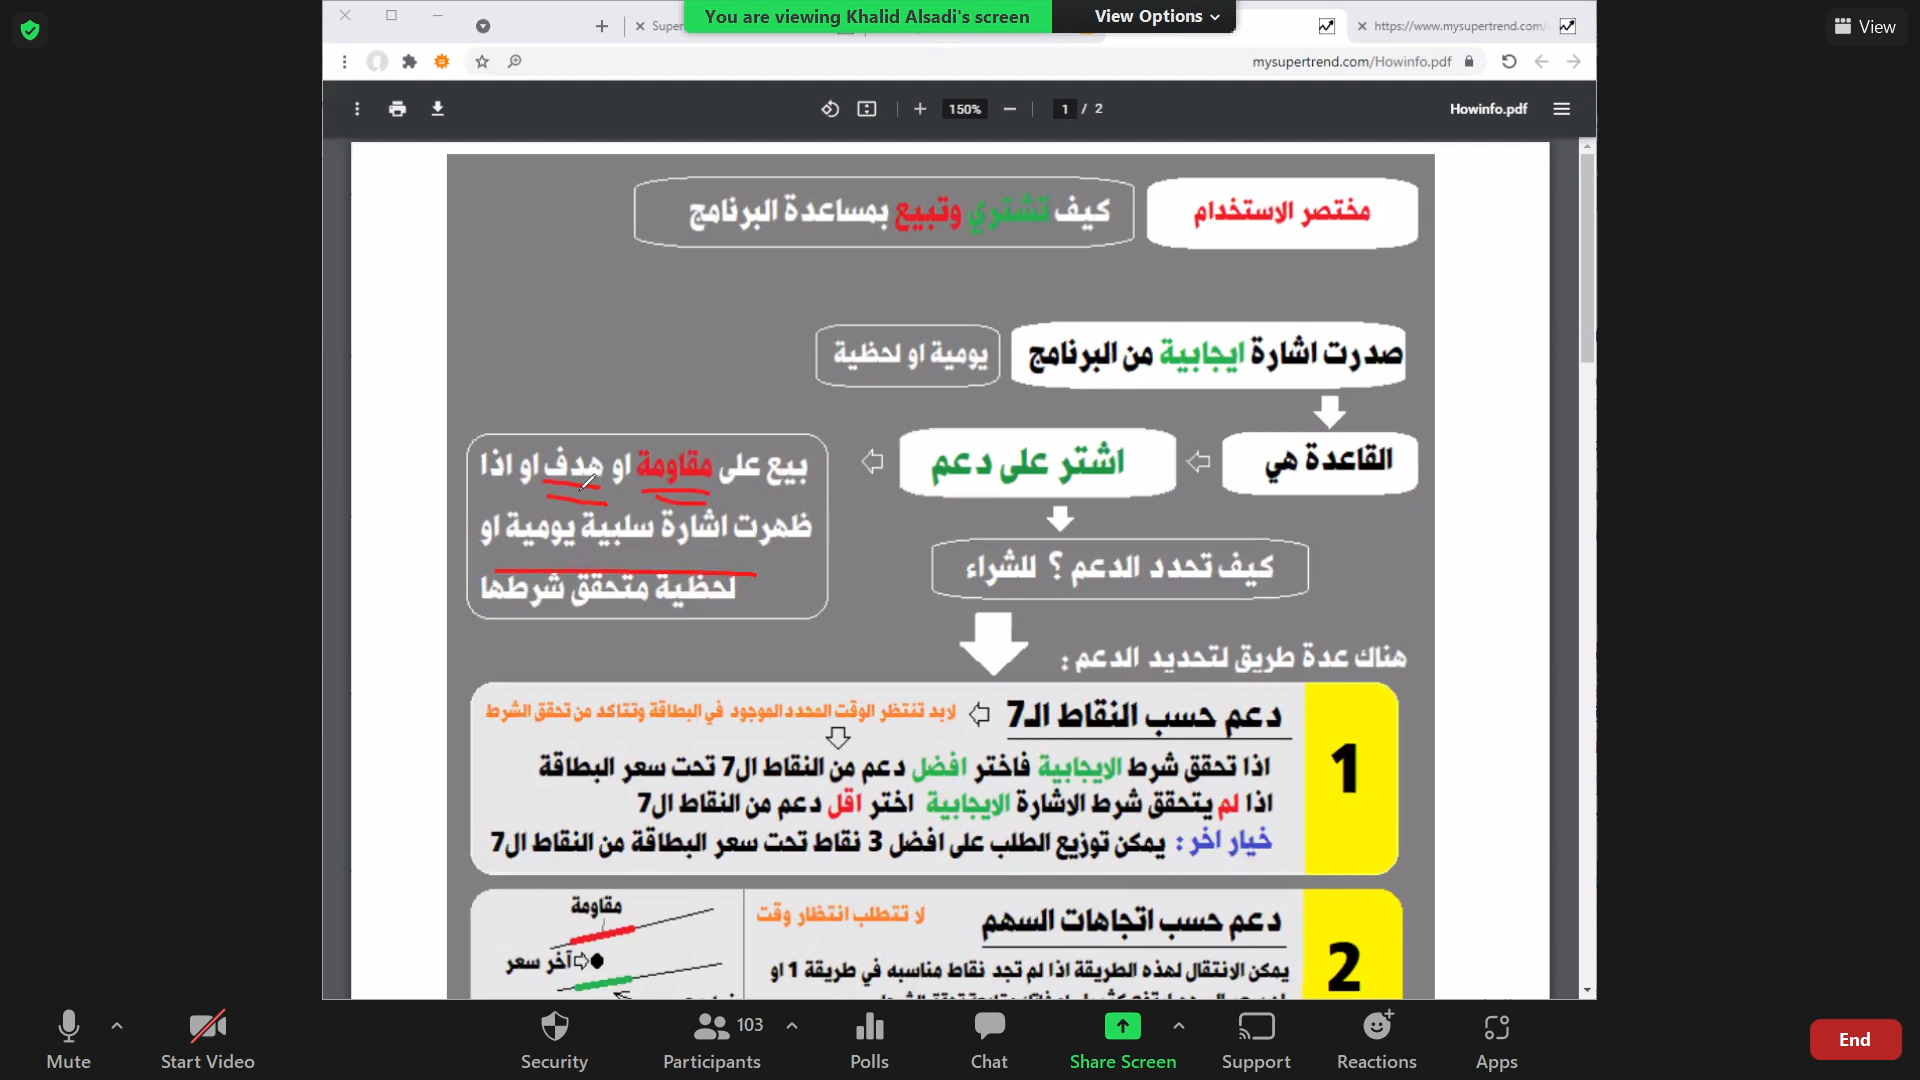 You are viewing Khalid Alsadi's screen
View Options
View
Super
https://www.mysupertrend.com/
mysupertrend.com/Howinfo.pdf
150%
1 / 2
Howinfo.pdf
مختصر الاستخدام
كيف تشتري وتبيع بمساعدة البرنامج
صدرت اشارة ايجابية من البرنامج
يومية او لحظية
القاعدة هي
اشتر على دعم
بيع على مقاومة او هدف او اذا
ظهرت اشارة سلبية يومية او
لحظية متحقق شرطها
كيف تحدد الدعم ؟ للشراء
هناك عدة طريق لتحديد الدعم :
1
دعم حسب النقاط الـ7
لابد تنتظر الوقت المحدد الموجود في البطاقة وتتاكد من تحقق الشرط
اذا تحقق شرط الايجابية فاختر افضل دعم من النقاط ال7 تحت سعر البطاقة
اذا لم يتحقق شرط الاشارة الايجابية اختر اقل دعم من النقاط ال7
خيار اخر : يمكن توزيع الطلب على افضل 3 نقاط تحت سعر البطاقة من النقاط ال7
2
دعم حسب اتجاهات السهم
لا تتطلب انتظار وقت
يمكن الانتقال لهذه الطريقة اذا لم تجد نقاط مناسبه في طريقة 1 او
مقاومة
آخر سعر
Mute
Start Video
Security
103
Participants
Polls
Chat
Share Screen
Support
Reactions
Apps
End